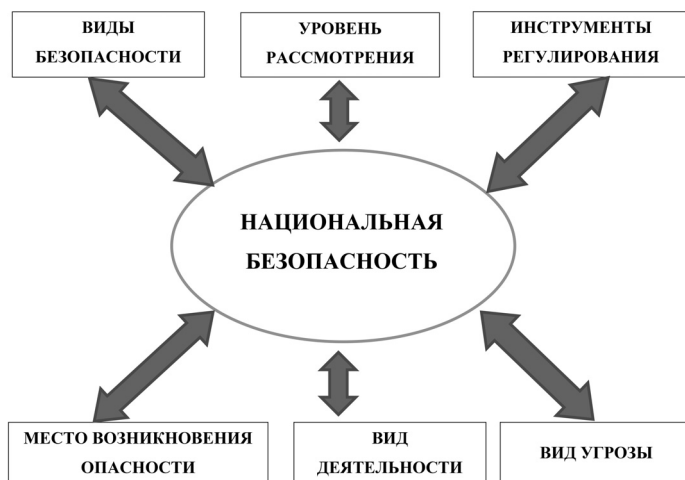 ВИДЫ
БЕЗОПАСНОСТИ
УРОВЕНЬ
РАССМОТРЕНИЯ
ИНСТРУМЕНТЫ
РЕГУЛИРОВАНИЯ
НАЦИОНАЛЬНАЯ
БЕЗОПАСНОСТЬ
МЕСТО ВОЗНИКНОВЕНИЯ
ОПАСНОСТИ
ВИД
ДЕЯТЕЛЬНОСТИ
ВИД УГРОЗЫ